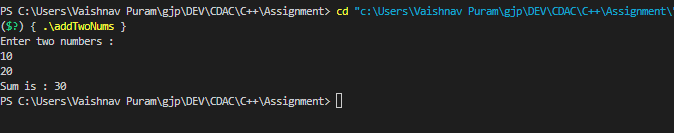 PS C:\Users\Vaishnav Puram\gjp\DEV\CDAC\C++\Assignment> cd "c:\Users\Vaishnav Puram\gjp\DEV\CDAC\C++\Assignment\
($?) { .\addTwoNums }
Enter two numbers :
10
20
Sum is : 30
PS C:\Users\Vaishnav Puram\gjp\DEV\CDAC\C++\Assignment>